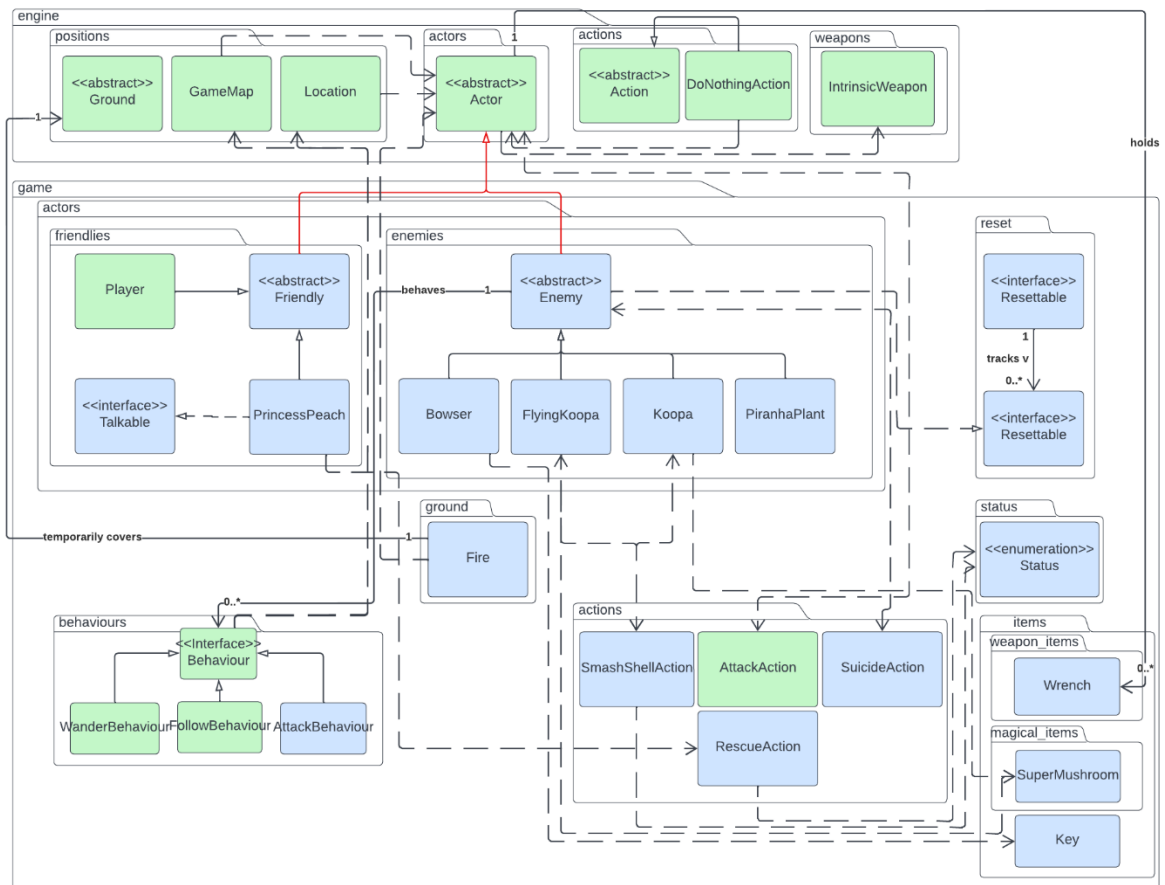 engine
positions
actors
actions
weapons
1
<<abstract>>
Ground
GameMap
Location
<<abstract>>
Actor
<<abstract>>
Action
DoNothingAction
IntrinsicWeapon
1
holds
game
actors
friendlies
enemies
reset
Player
<<abstract>>
Friendly
behaves
1
<<abstract>>
Enemy
<<interface>>
Resettable
1
tracks v
0..*
<<interface>>
Talkable
PrincessPeach
Bowser
FlyingKoopa
Koopa
PiranhaPlant
<<interface>>
Resettable
ground
status
temporarily covers
1
Fire
<<enumeration>>
Status
0..*
behaviours
actions
items
<<Interface>>
Behaviour
weapon_items
SmashShellAction
AttackAction
SuicideAction
0..*
Wrench
WanderBehaviour
FollowBehaviour
AttackBehaviour
RescueAction
magical_items
SuperMushroom
Key